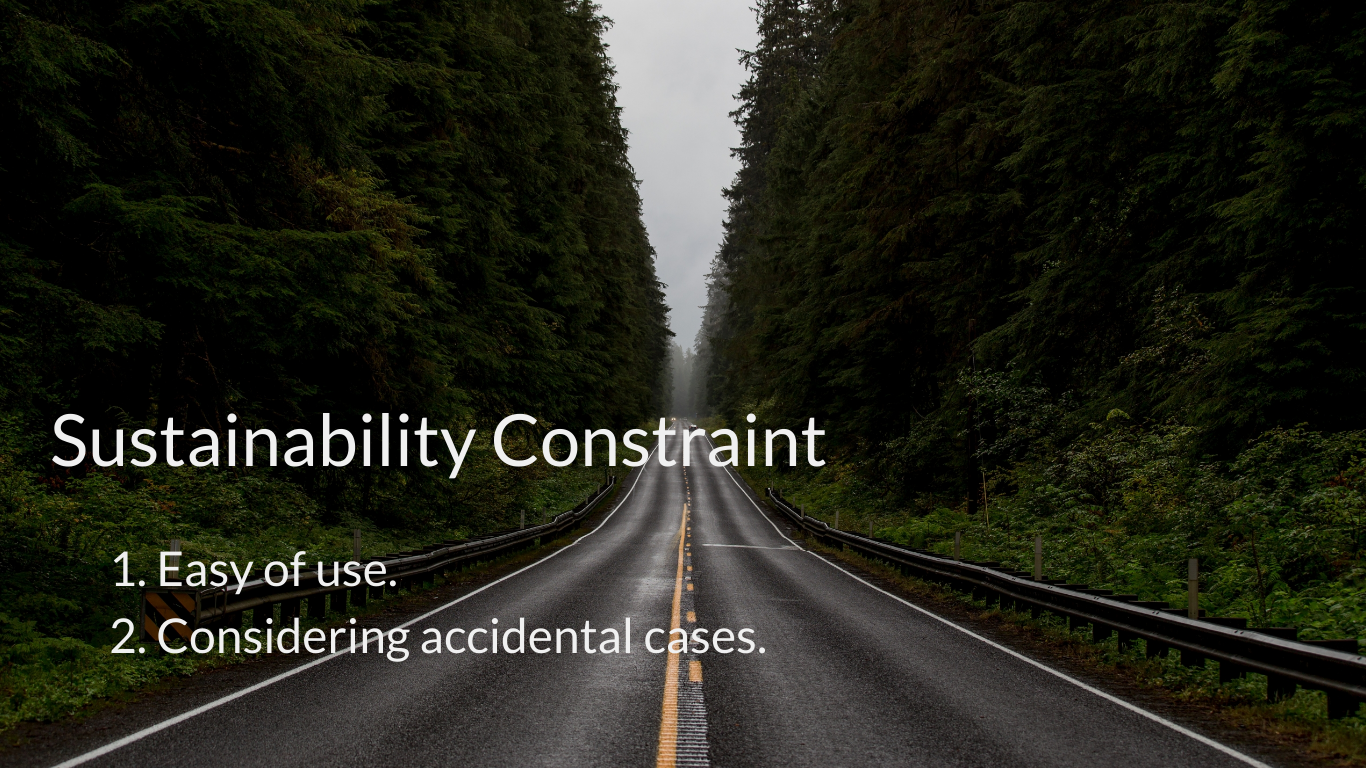 Sustainability Constraint
1. Easy of use.
2. Considering accidental cases.